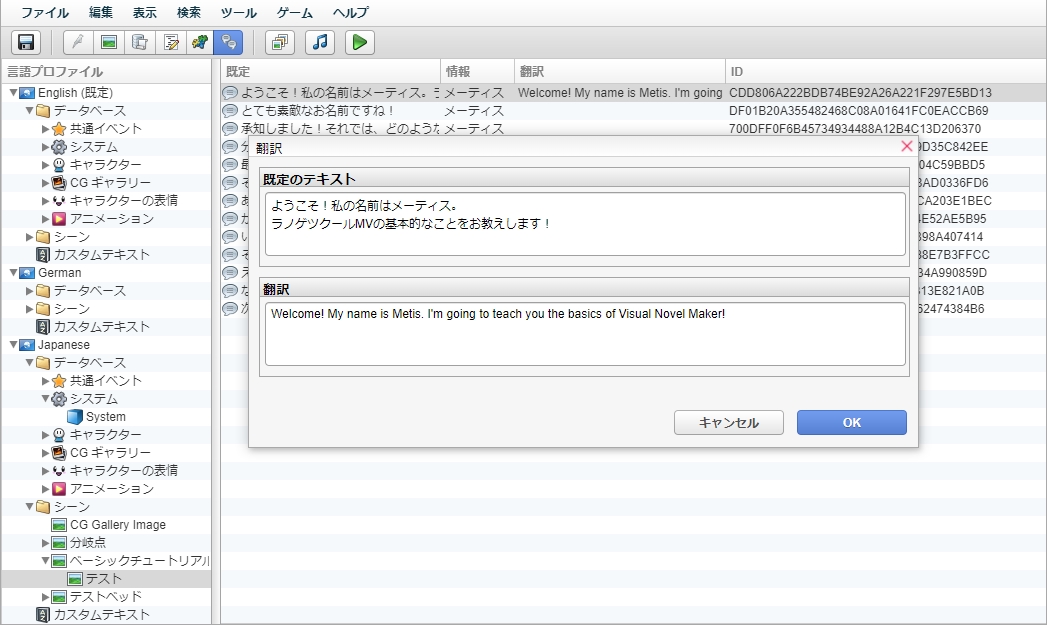 ファイル 編集 表示 検索 ツール ゲーム ヘルプ
言語プロファイル
English (既定)
データベース
共通イベント
システム
キャラクター
CG ギャラリー
キャラクターの表情
アニメーション
シーン
カスタムテキスト
German
データベース
シーン
カスタムテキスト
Japanese
データベース
共通イベント
システム
System
キャラクター
CG ギャラリー
キャラクターの表情
アニメーション
シーン
CG Gallery Image
分岐点
ベーシックチュートリアル
テスト
テストベッド
カスタムテキスト
既定 情報 翻訳 ID
ようこそ！私の名前はメーティス。 メーティス Welcome! My name is Metis. I'm going CDD806A222BDB74BE92A26A221F297E5BD13
とても素敵なお名前ですね！ メーティス DF01B20A355482468C08A01641FC0EACCB69
承知しました！それでは、どのような メーティス 700DFF0F6B45734934488A12B4C13D206370
9D35C842EE
04C59BBD5
3AD0336FD6
CA203E1BEC
4E52AE5B95
398A407414
38E7B3FFCC
34A990859D
313E821A0B
52474384B6
翻訳
既定のテキスト
ようこそ！私の名前はメーティス。
ラノゲツクールMVの基本的なことをお教えします！
翻訳
Welcome! My name is Metis. I'm going to teach you the basics of Visual Novel Maker!
キャンセル OK